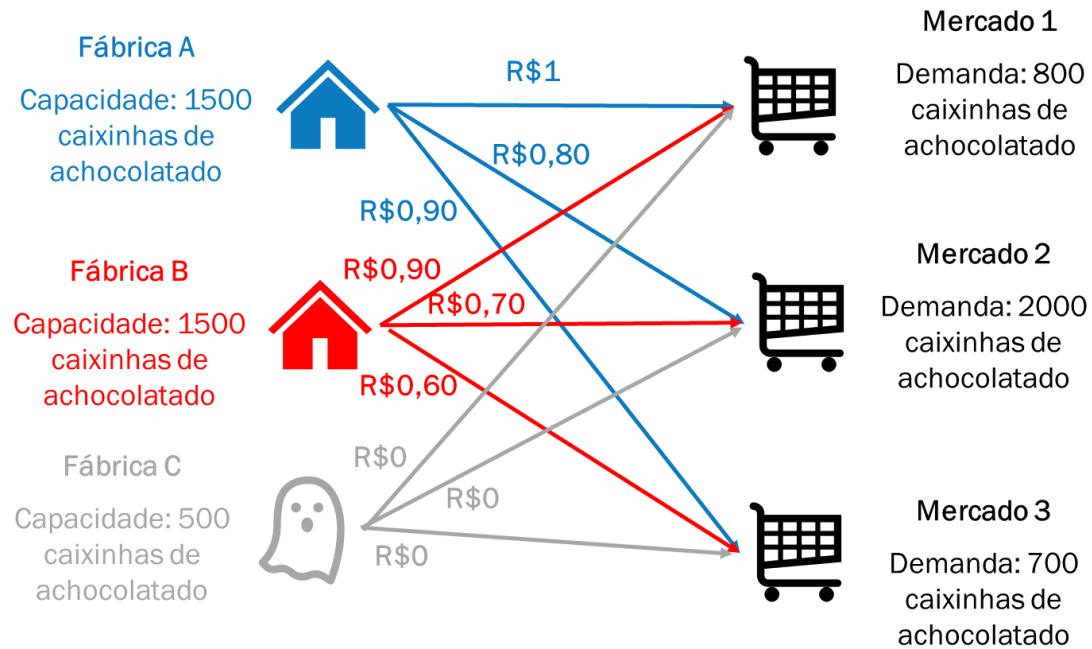 Fábrica A
Capacidade: 1500
caixinhas de
achocolatado
R$1
R$0,80
R$0,90
Mercado 1
Demanda: 800
caixinhas de
achocolatado
Fábrica B
Capacidade: 1500
caixinhas de
achocolatado
R$0,90
R$0,70
R$0,60
Mercado 2
Demanda: 2000
caixinhas de
achocolatado
Fábrica C
Capacidade: 500
caixinhas de
achocolatado
R$0
R$0
R$0
Mercado 3
Demanda: 700
caixinhas de
achocolatado